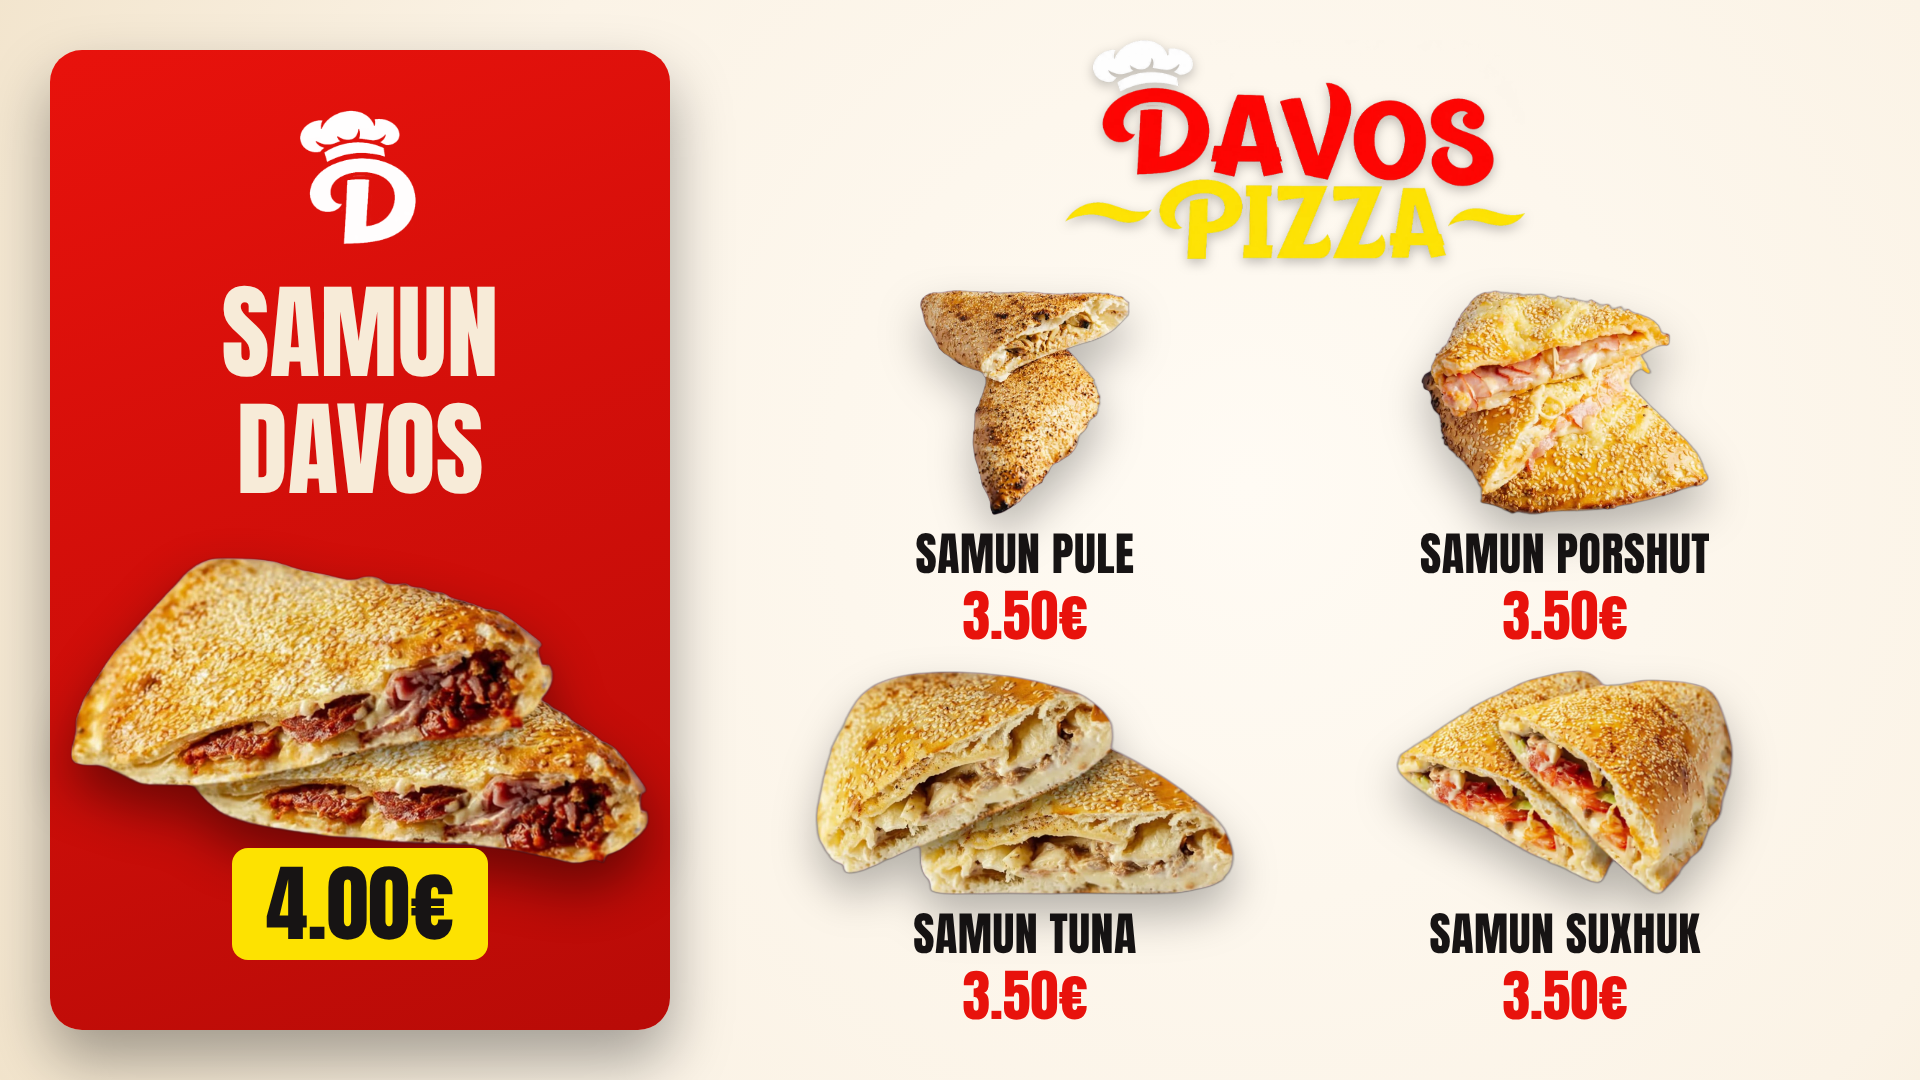 D
SAMUN
DAVOS
4.00€
DAVOS
PIZZA
SAMUN PULE
3.50€
SAMUN PORSHUT
3.50€
SAMUN TUNA
3.50€
SAMUN SUXHUK
3.50€